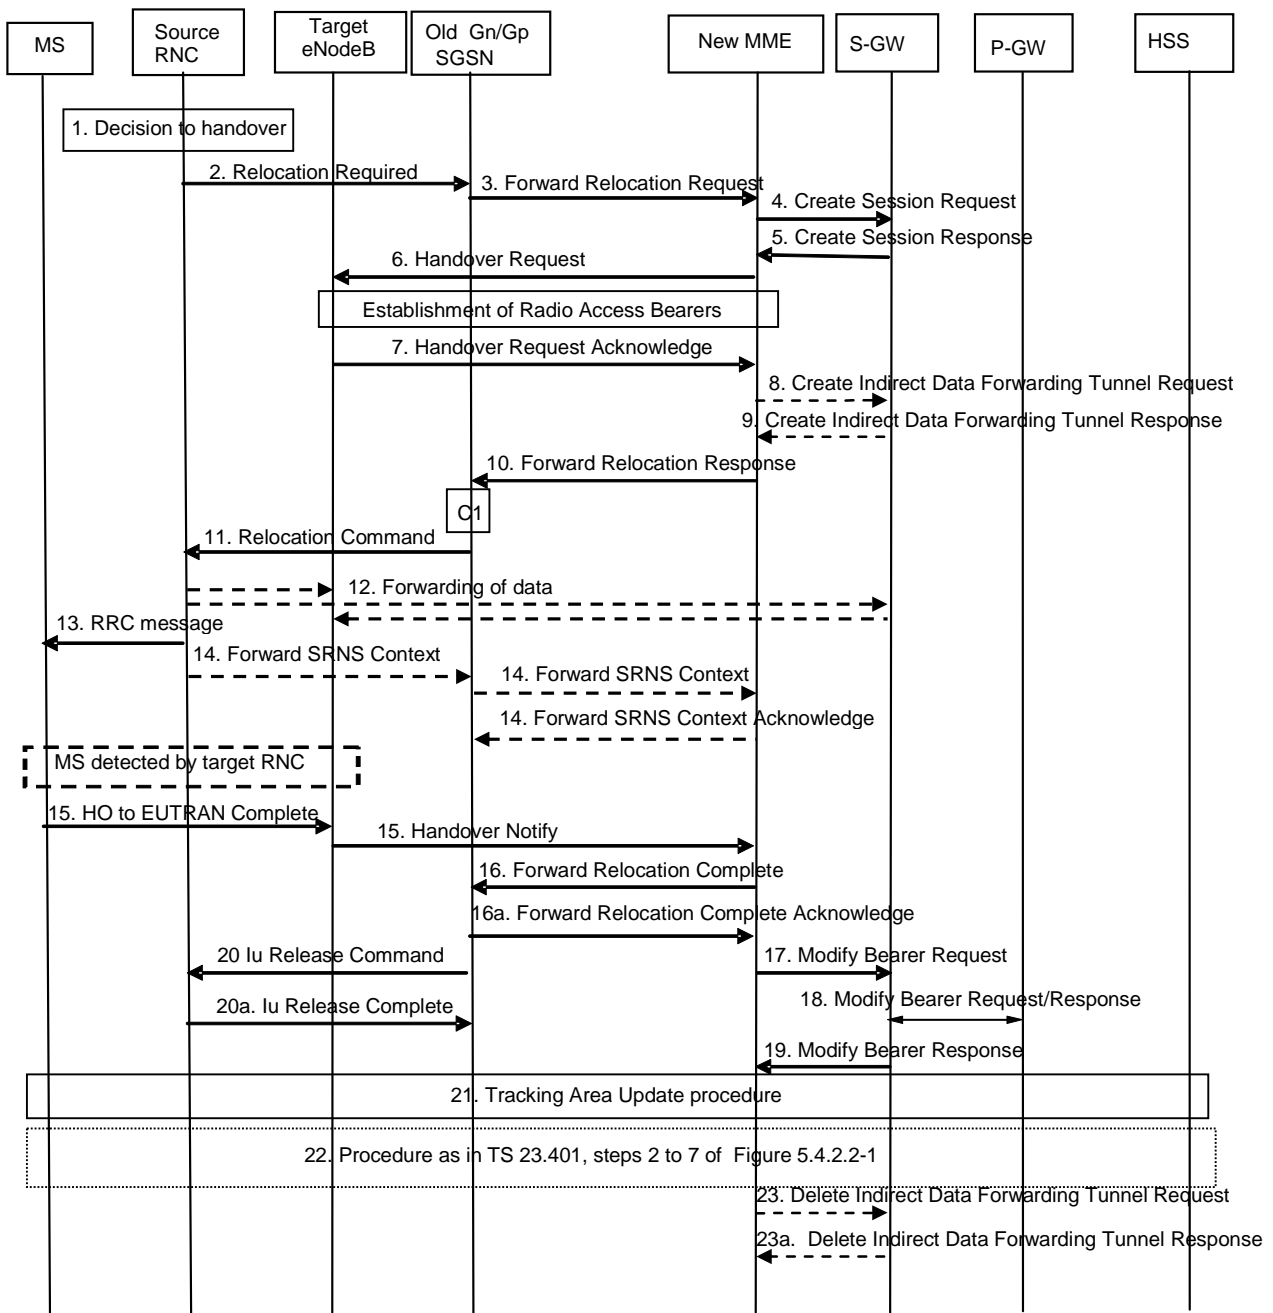 MS
Source
RNC
Target
eNodeB
Old Gn/Gp
SGSN
New MME
S-GW
P-GW
HSS
1. Decision to handover
2. Relocation Required
3. Forward Relocation Request
4. Create Session Request
5. Create Session Response
6. Handover Request
Establishment of Radio Access Bearers
7. Handover Request Acknowledge
8. Create Indirect Data Forwarding Tunnel Request
9. Create Indirect Data Forwarding Tunnel Response
10. Forward Relocation Response
C1
11. Relocation Command
12. Forwarding of data
13. RRC message
14. Forward SRNS Context
14. Forward SRNS Context
14. Forward SRNS Context Acknowledge
MS detected by target RNC
15. HO to EUTRAN Complete
15. Handover Notify
16. Forward Relocation Complete
16a. Forward Relocation Complete Acknowledge
20 Iu Release Command
17. Modify Bearer Request
20a. Iu Release Complete
18. Modify Bearer Request/Response
19. Modify Bearer Response
21. Tracking Area Update procedure
22. Procedure as in TS 23.401, steps 2 to 7 of Figure 5.4.2.2-1
23. Delete Indirect Data Forwarding Tunnel Request
23a. Delete Indirect Data Forwarding Tunnel Response